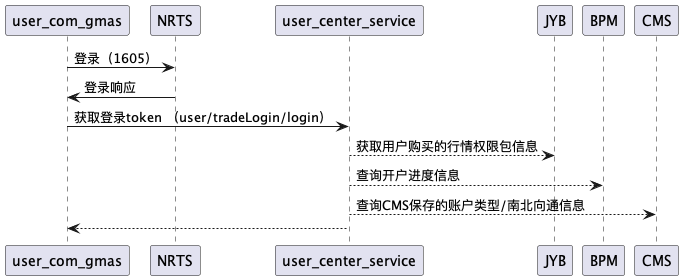 user_com_gmas NRTS user_center_service JYB BPM CMS
登录（1605）
登录响应
获取登录token （user/tradeLogin/login）
获取用户购买的行情权限包信息
查询开户进度信息
查询CMS保存的账户类型/南北向通信息
user_com_gmas NRTS user_center_service JYB BPM CMS